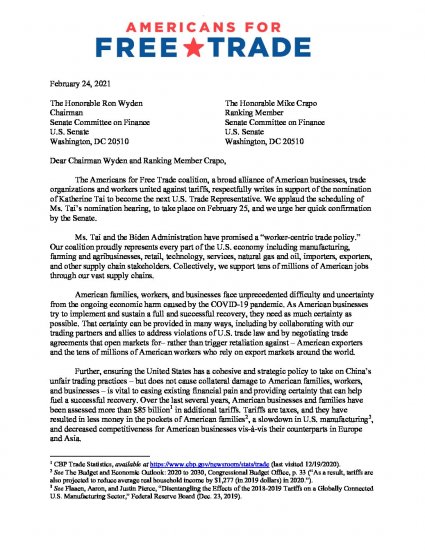 AMERICANS FOR
FREE★TRADE
February 24, 2021
The Honorable Ron Wyden
Chairman
Senate Committee on Finance
U.S. Senate
Washington, DC 20510
The Honorable Mike Crapo
Ranking Member
Senate Committee on Finance
U.S. Senate
Washington, DC 20510
Dear Chairman Wyden and Ranking Member Crapo,
The Americans for Free Trade coalition, a broad alliance of American businesses, trade
organizations and workers united against tariffs, respectfully writes in support of the nomination
of Katherine Tai to become the next U.S. Trade Representative. We applaud the scheduling of
Ms. Tai's nomination hearing, to take place on February 25, and we urge her quick confirmation
by the Senate.
Ms. Tai and the Biden Administration have promised a "worker-centric trade policy."
Our coalition proudly represents every part of the U.S. economy including manufacturing,
farming and agribusinesses, retail, technology, services, natural gas and oil, importers, exporters,
and other supply chain stakeholders. Collectively, we support tens of millions of American jobs
through our vast supply chains.
American families, workers, and businesses face unprecedented difficulty and uncertainty
from the ongoing economic harm caused by the COVID-19 pandemic. As American businesses
try to implement and sustain a full and successful recovery, they need as much certainty as
possible. That certainty can be provided in many ways, including by collaborating with our
trading partners and allies to address violations of U.S. trade law and by negotiating trade
agreements that open markets for– rather than trigger retaliation against – American exporters
and the tens of millions of American workers who rely on export markets around the world.
Further, ensuring the United States has a cohesive and strategic policy to take on China's
unfair trading practices – but does not cause collateral damage to American families, workers,
and businesses – is vital to easing existing financial pain and providing certainty that can help
fuel a successful recovery. Over the last several years, American businesses and families have
been assessed more than $85 billion¹ in additional tariffs. Tariffs are taxes, and they have
resulted in less money in the pockets of American families², a slowdown in U.S. manufacturing³,
and decreased competitiveness for American businesses vis-à-vis their counterparts in Europe
and Asia.
¹ CBP Trade Statistics, available at https://www.cbp.gov/newsroom/stats/trade (last visited 12/19/2020).
² See The Budget and Economic Outlook: 2020 to 2030, Congressional Budget Office, p. 33 ("As a result, tariffs are
also projected to reduce average real household income by $1,277 (in 2019 dollars) in 2020.").
³ See Flaaen, Aaron, and Justin Pierce, "Disentangling the Effects of the 2018-2019 Tariffs on a Globally Connected
U.S. Manufacturing Sector," Federal Reserve Board (Dec. 23, 2019).